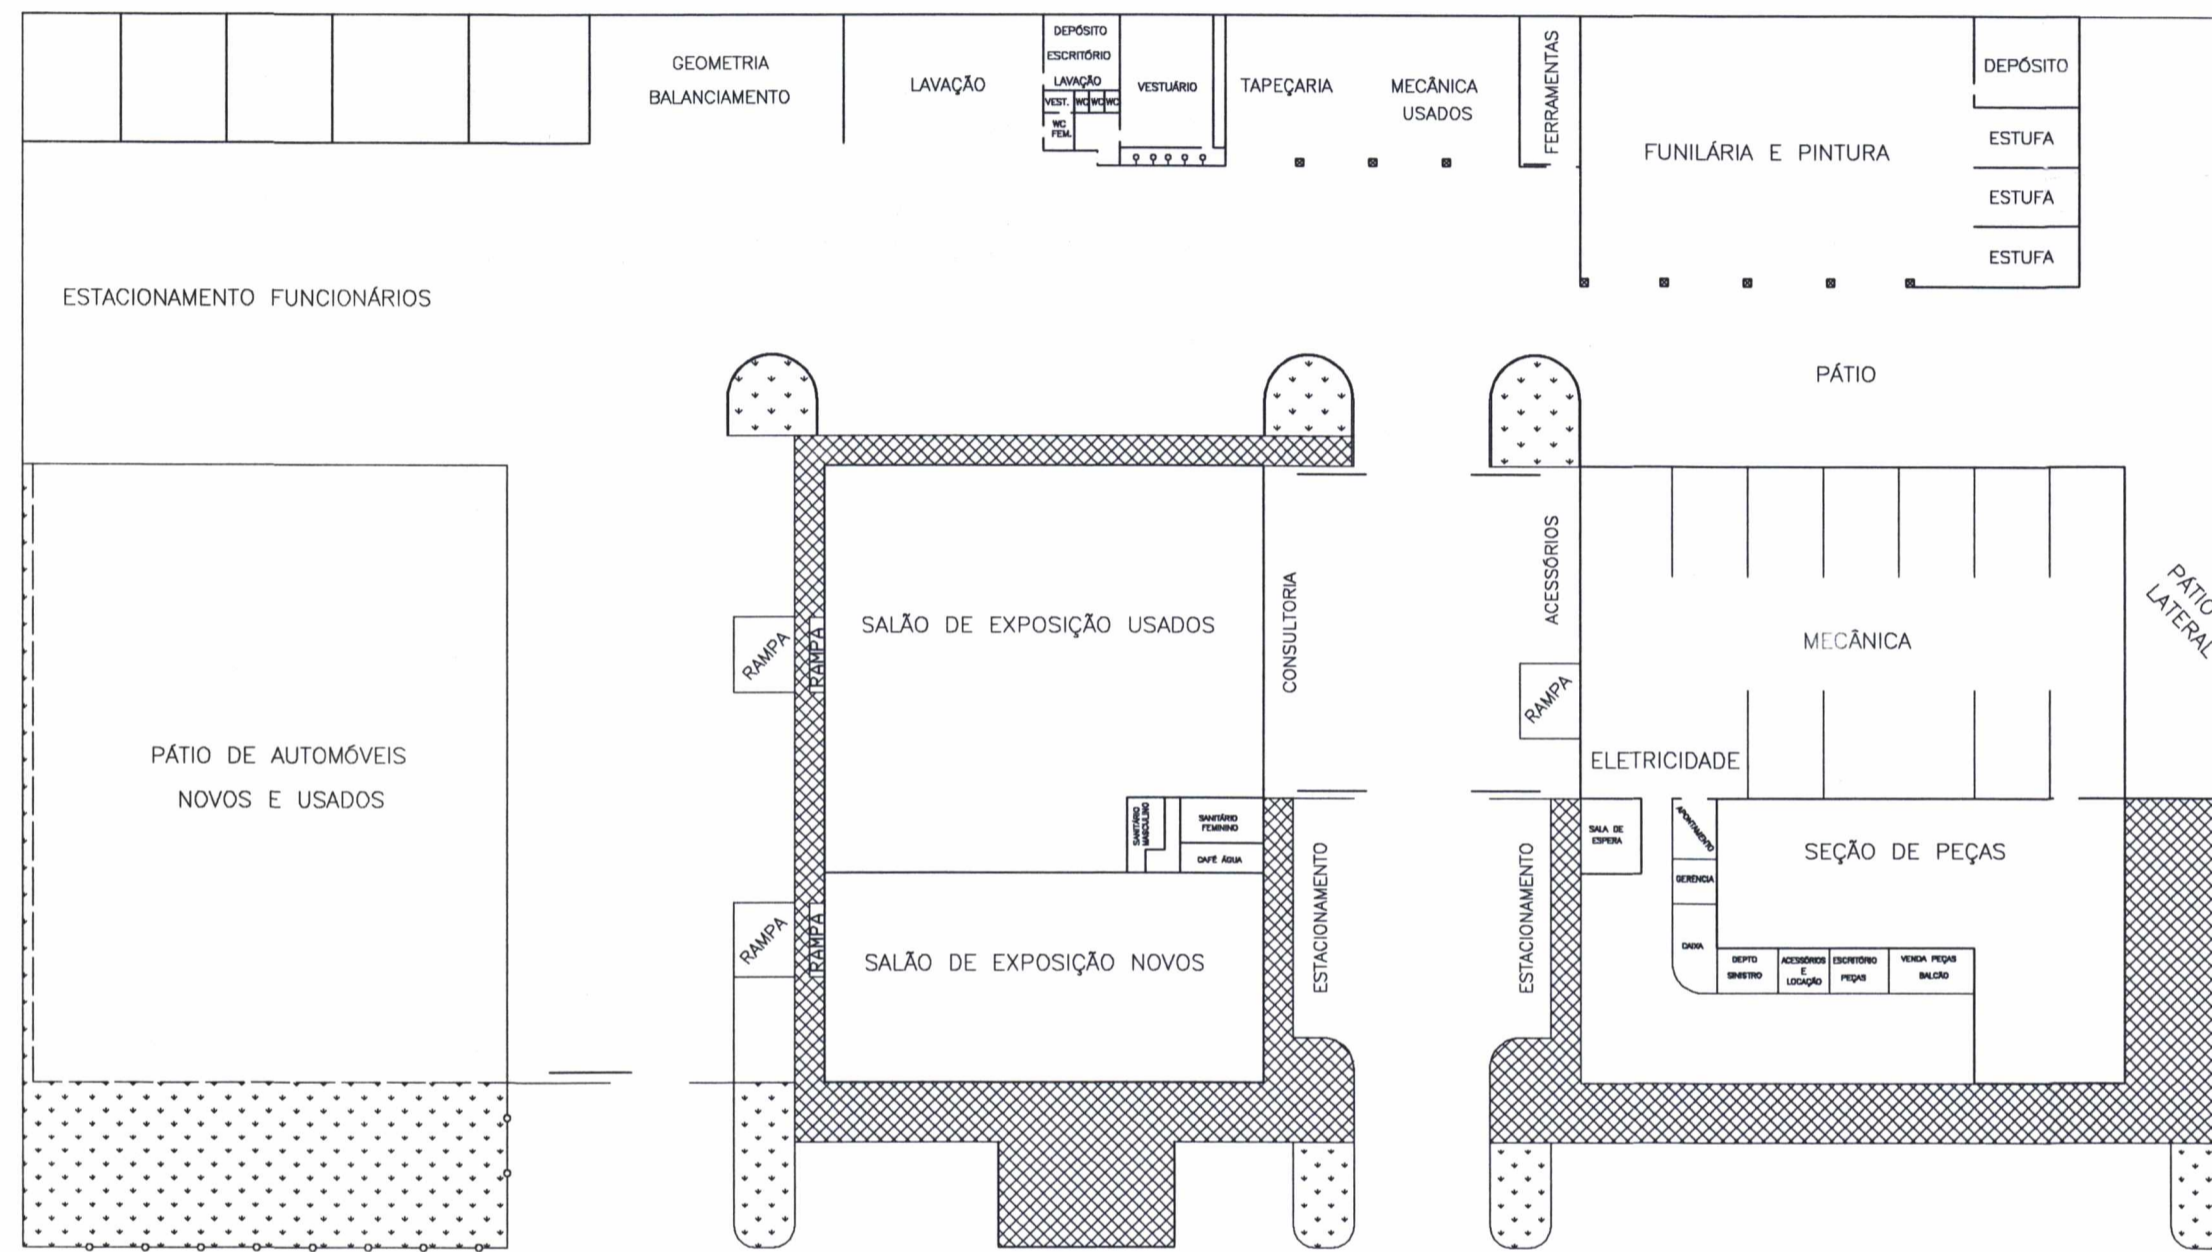 GEOMETRIA
BALANCIAMENTO
LAVAÇÃO
DEPÓSITO
ESCRITÓRIO
LAVAÇÃO
VEST.
WC
WC
WC
WC
FEM.
VESTUÁRIO
TAPEÇARIA
MECÂNICA
USADOS
FERRAMENTAS
FUNILÁRIA E PINTURA
DEPÓSITO
ESTUFA
ESTUFA
ESTUFA
ESTACIONAMENTO FUNCIONÁRIOS
PÁTIO
PÁTIO DE AUTOMÓVEIS
NOVOS E USADOS
RAMPA
RAMPA
SALÃO DE EXPOSIÇÃO USADOS
CONSULTORIA
ACESSÓRIOS
RAMPA
MECÂNICA
PÁTIO
LATERAL
ELETRICIDADE
SANITÁRIO
MASCULINO
SANITÁRIO
FEMININO
CAFÉ ÁGUA
RAMPA
RAMPA
SALÃO DE EXPOSIÇÃO NOVOS
ESTACIONAMENTO
ESTACIONAMENTO
SALA DE
ESPERA
APONTAMENTO
GERÊNCIA
CAIXA
SEÇÃO DE PEÇAS
DEPTO
SINISTRO
ACESSÓRIOS
E
LOCAÇÃO
ESCRITÓRIO
PEÇAS
VENDA PEÇAS
BALCÃO